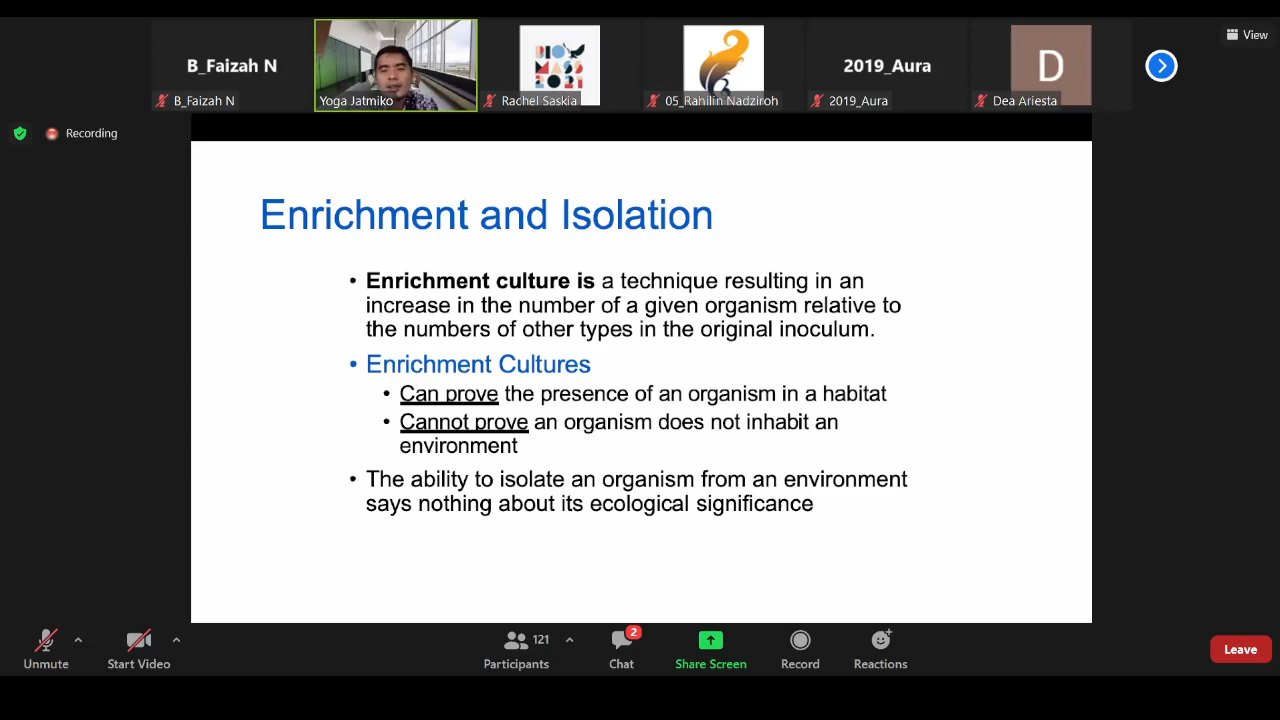 B_Faizah N
2019_Aura
D
BIO
MASS
2021
View
B_Faizah N
Yoga Jatmiko
Rachel Saskia
05_Rahilin Nadziroh
2019_Aura
Dea Ariesta
Recording
Enrichment and Isolation
• Enrichment culture is a technique resulting in an
increase in the number of a given organism relative to
the numbers of other types in the original inoculum.
• Enrichment Cultures
• Can prove the presence of an organism in a habitat
• Cannot prove an organism does not inhabit an
environment
• The ability to isolate an organism from an environment
says nothing about its ecological significance
121
2
Unmute
Start Video
Participants
Chat
Share Screen
Record
Reactions
Leave